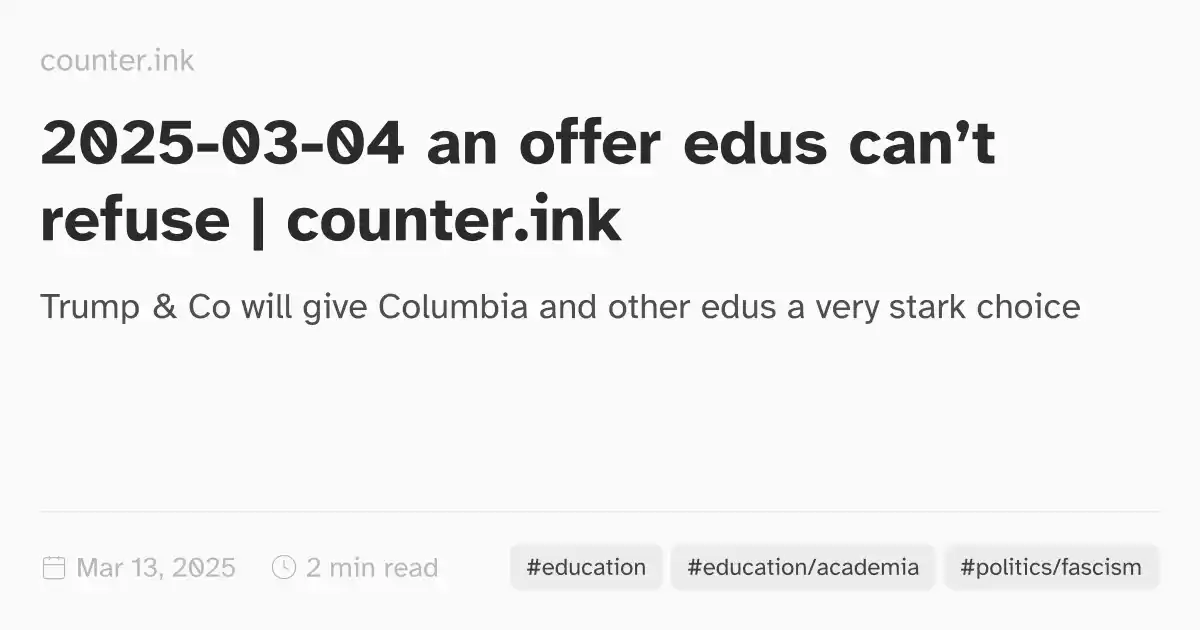 counter.ink
2025-03-04 an offer edus can’t
refuse | counter.ink
Trump & Co will give Columbia and other edus a very stark choice
Mar 13, 2025 2 min read #education #education/academia #politics/fascism